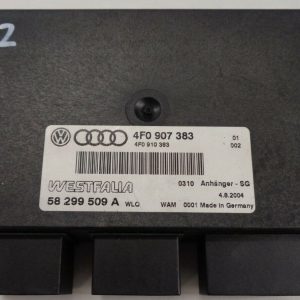 2
4F0 907 383 01
4F0 910 383 002
WESTFALIA 0310 Anhänger - SG
4.8.2004
58 299 509 A WLQ WAM 0001 Made in Germany